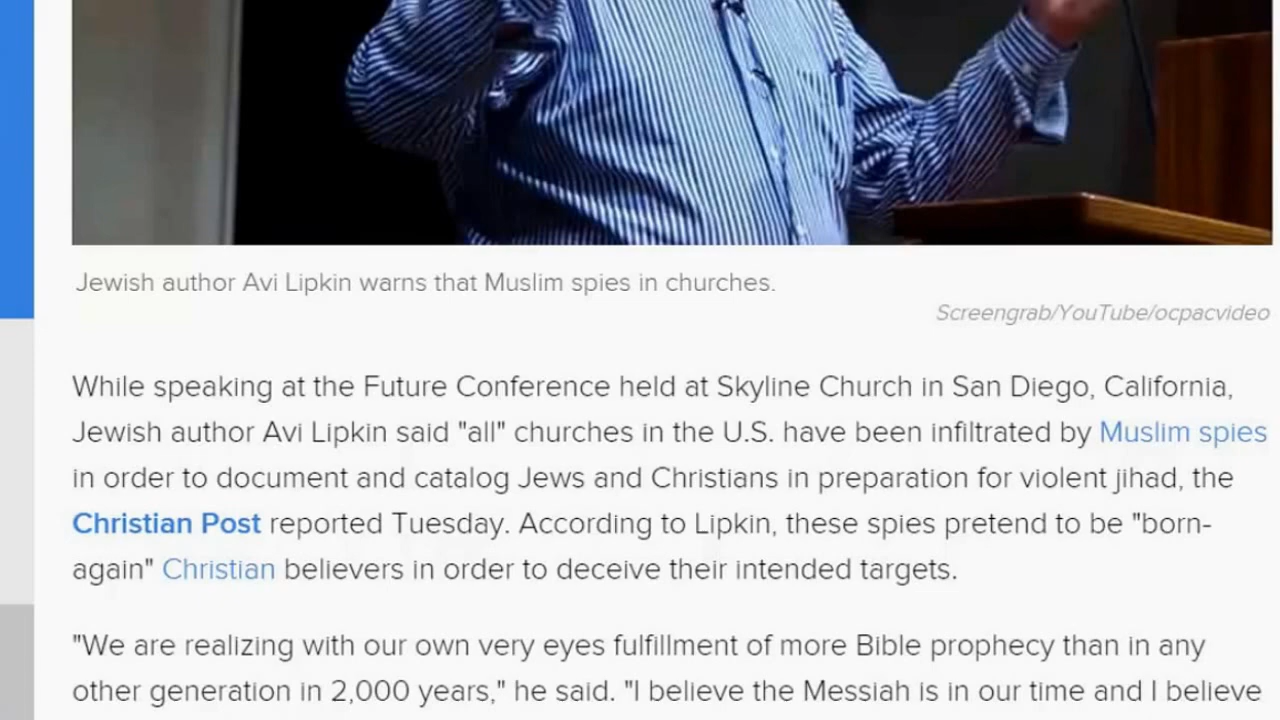 Jewish author Avi Lipkin warns that Muslim spies in churches.
Screengrab/YouTube/ocpacvideo
While speaking at the Future Conference held at Skyline Church in San Diego, California,
Jewish author Avi Lipkin said "all" churches in the U.S. have been infiltrated by Muslim spies
in order to document and catalog Jews and Christians in preparation for violent jihad, the
Christian Post reported Tuesday. According to Lipkin, these spies pretend to be "born-
again" Christian believers in order to deceive their intended targets.
"We are realizing with our own very eyes fulfillment of more Bible prophecy than in any
other generation in 2,000 years," he said. "I believe the Messiah is in our time and I believe